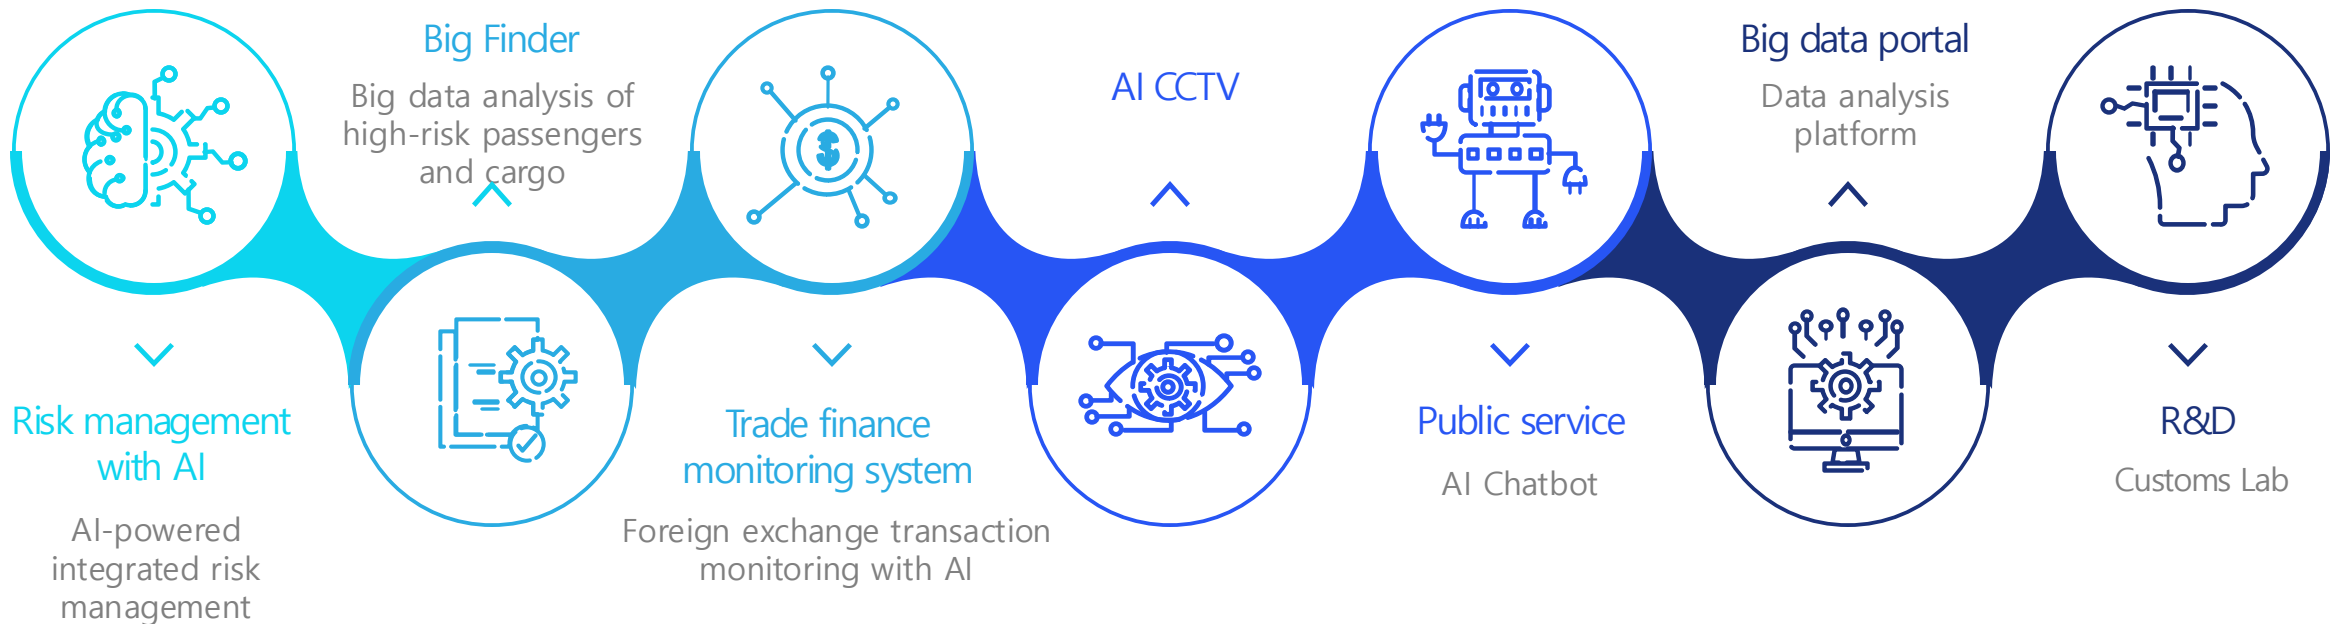 Risk management
with AI
AI-powered
integrated risk
management
Big Finder
Big data analysis of
high-risk passengers
and cargo
Trade finance
monitoring system
Foreign exchange transaction
monitoring with AI
AI CCTV
Public service
AI Chatbot
Big data portal
Data analysis
platform
R&D
Customs Lab